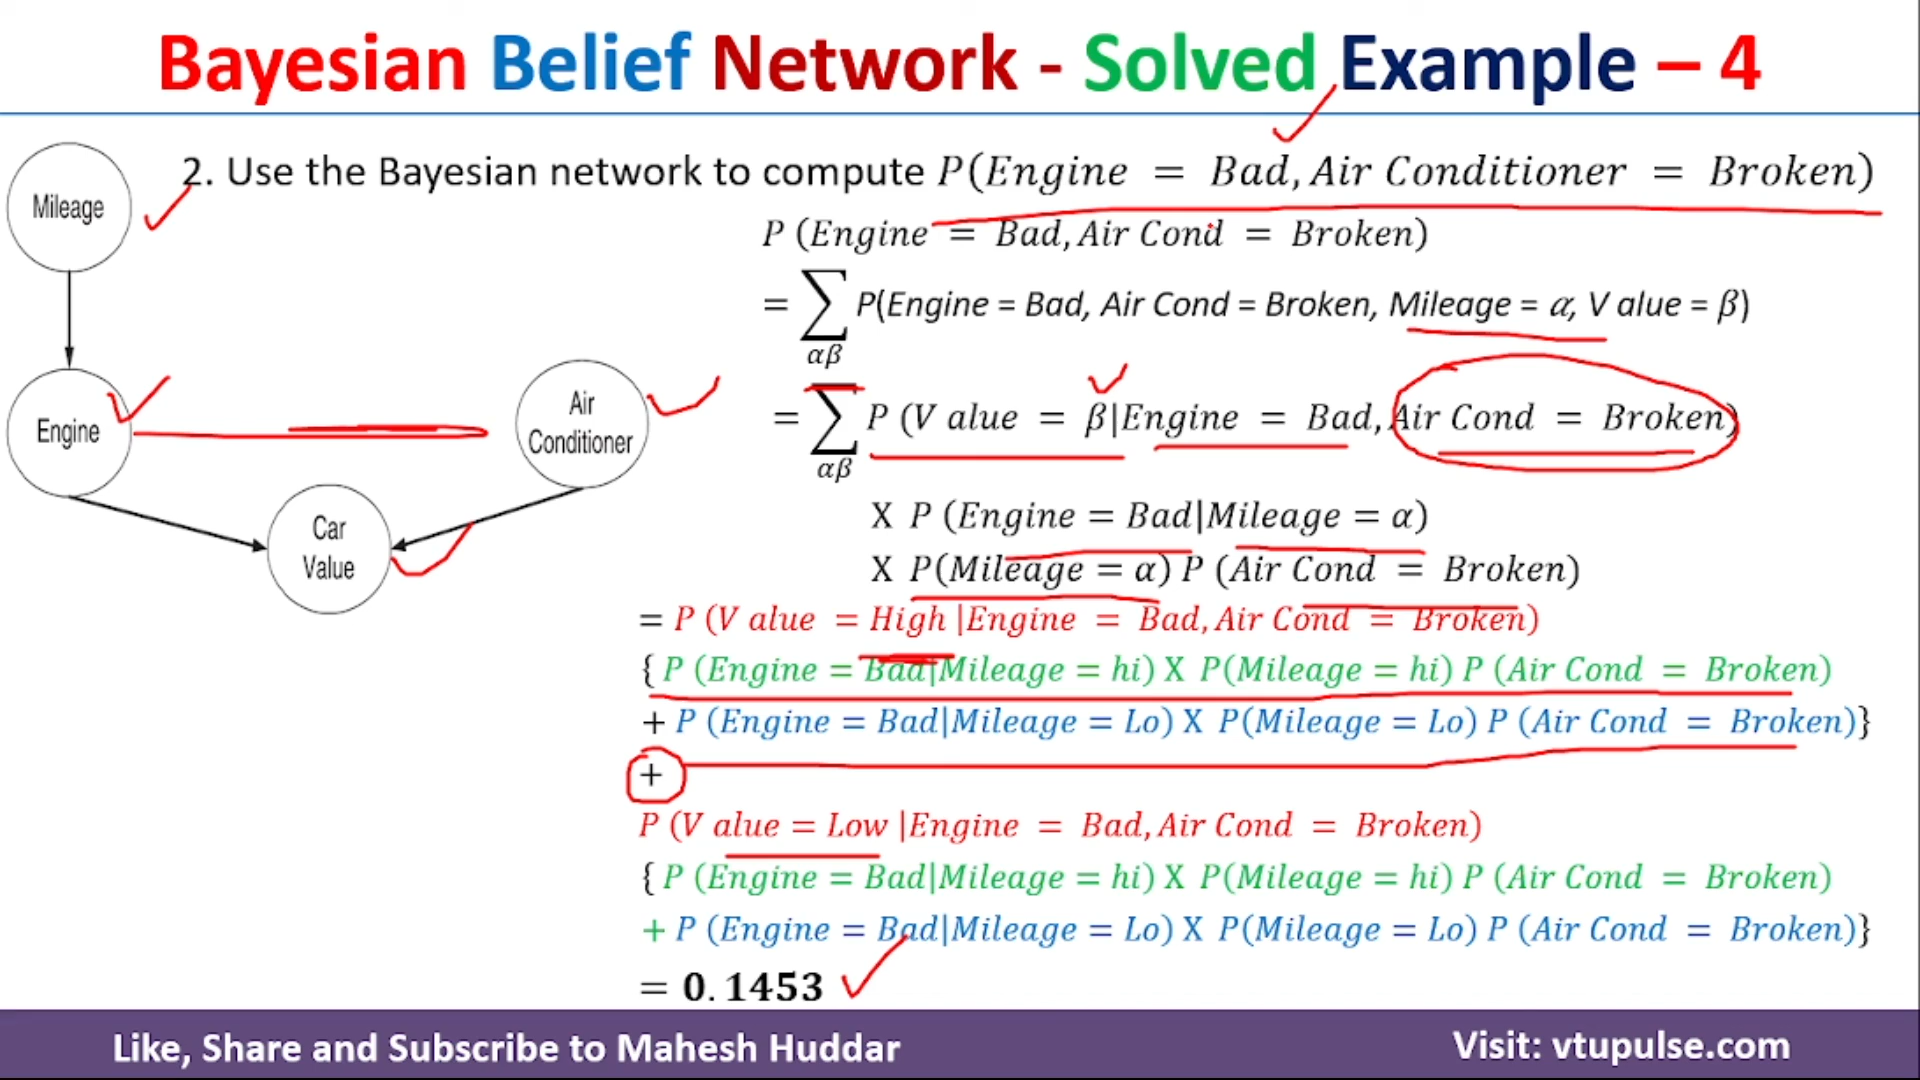 Bayesian Belief Network - Solved Example – 4
Mileage
Engine
Air
Conditioner
Car
Value
2. Use the Bayesian network to compute P(Engine = Bad, Air Conditioner = Broken)
P (Engine = Bad, Air Cond = Broken)
= ∑ P(Engine = Bad, Air Cond = Broken, Mileage = α, V alue = β)
αβ
= ∑ P (V alue = β|Engine = Bad, Air Cond = Broken)
αβ
X P (Engine = Bad|Mileage = α)
X P(Mileage = α) P (Air Cond = Broken)
= P (V alue = High |Engine = Bad, Air Cond = Broken)
{ P (Engine = Bad|Mileage = hi) X P(Mileage = hi) P (Air Cond = Broken)
+ P (Engine = Bad|Mileage = Lo) X P(Mileage = Lo) P (Air Cond = Broken)}
+
P (V alue = Low |Engine = Bad, Air Cond = Broken)
{ P (Engine = Bad|Mileage = hi) X P(Mileage = hi) P (Air Cond = Broken)
+ P (Engine = Bad|Mileage = Lo) X P(Mileage = Lo) P (Air Cond = Broken)}
= 0.1453
Like, Share and Subscribe to Mahesh Huddar
Visit: vtupulse.com